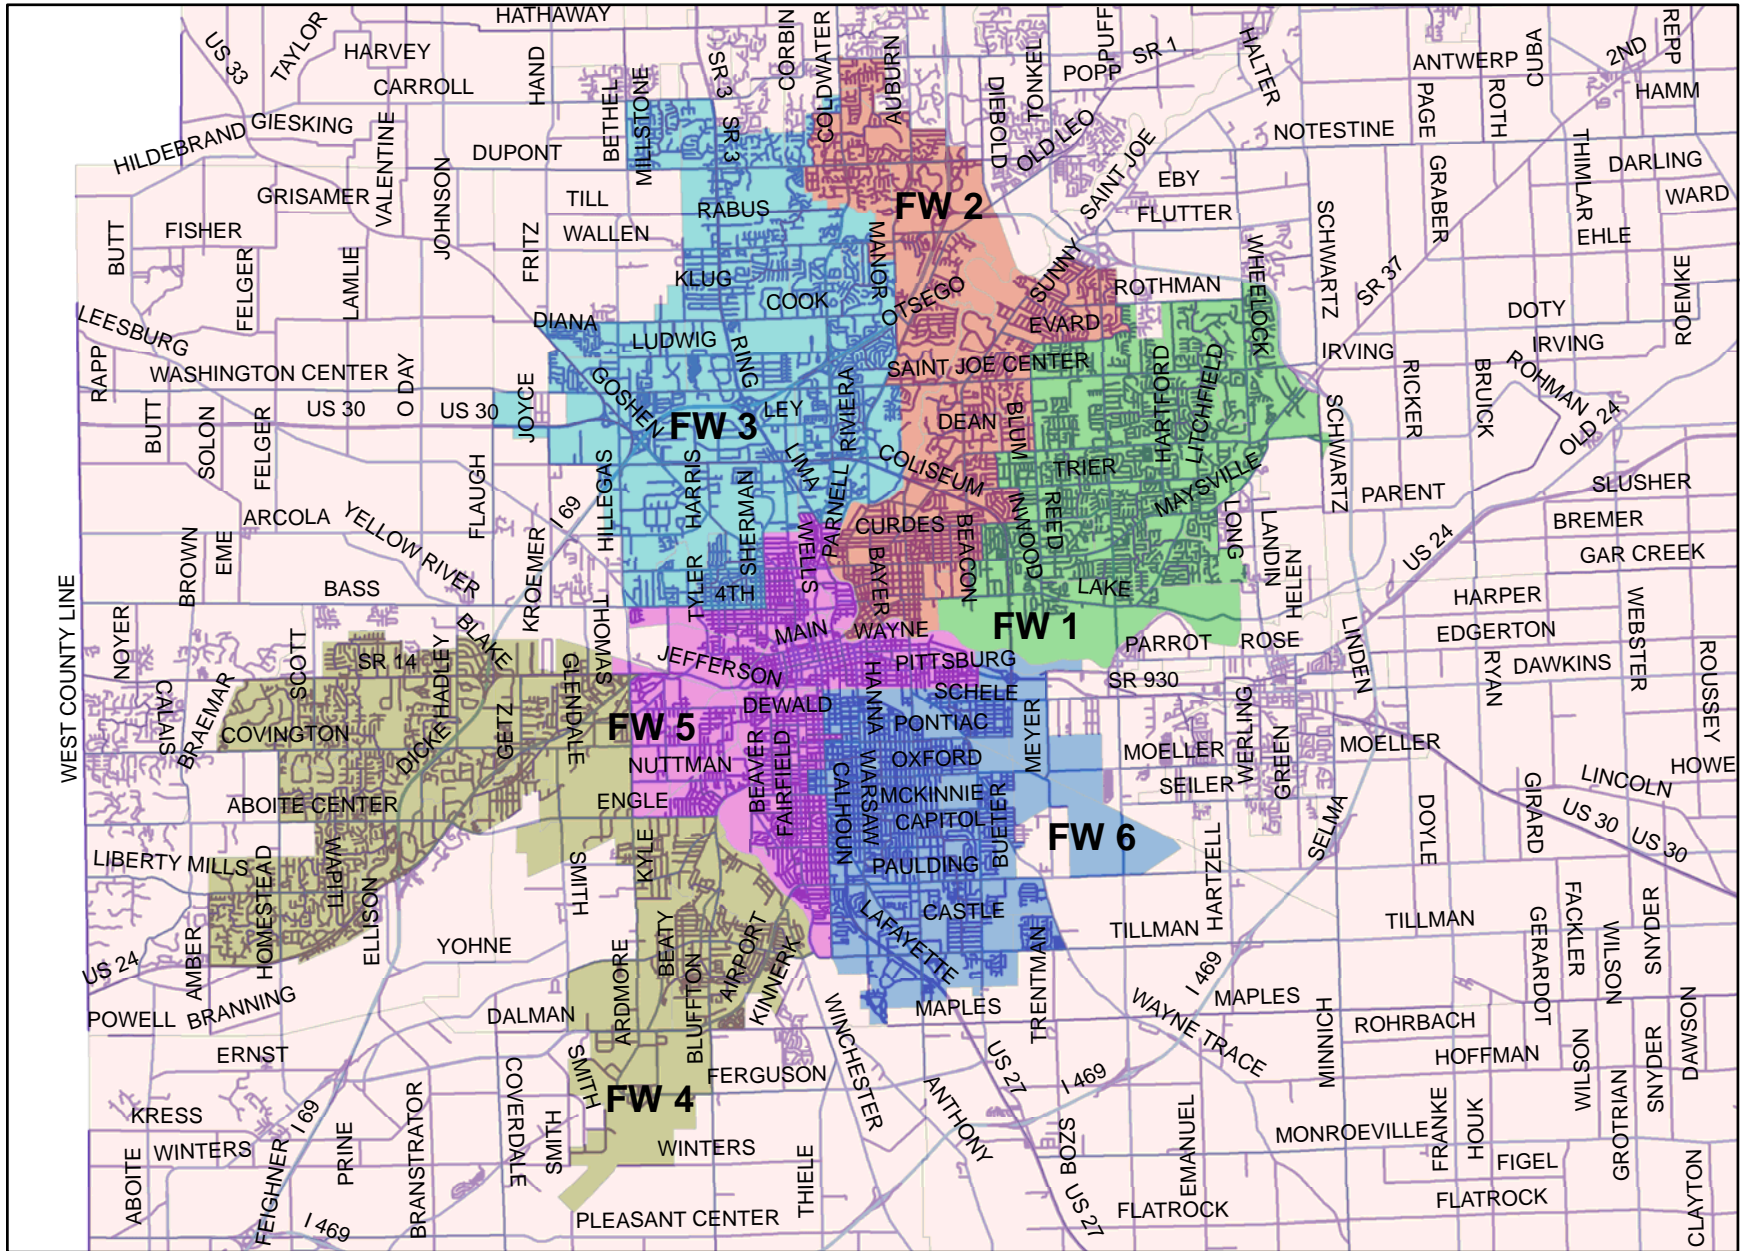 HATHAWAY
US 33
TAYLOR
HARVEY
CARROLL
HAND
BETHEL
MILLSTONE
SR 3
SR 3
CORBIN
COLDWATER
AUBURN
DIEBOLD
TONKEL
PUFF
POPP
SR 1
HALTER
ANTWERP
CUBA
2ND
REPP
HAMM
PAGE
ROTH
HILDEBRAND
GIESKING
VALENTINE
DUPONT
OLD LEO
SAINT JOE
NOTESTINE
THIMLAR
DARLING
GRABER
WARD
GRISAMER
JOHNSON
TILL
RABUS
FW 2
EBY
FLUTTER
SCHWARTZ
BUTT
FISHER
FRITZ
WALLEN
MANOR
EHLE
FELGER
LAMLIE
KLUG
COOK
OTSEGO
SUNNY
ROTHMAN
WHEELOCK
SR 37
DOTY
ROEMKE
LEESBURG
DIANA
LUDWIG
RING
EVARD
IRVING
IRVING
RAPP
WASHINGTON CENTER
O DAY
JOYCE
GOSHEN
SAINT JOE CENTER
HARTFORD
LITCHFIELD
RICKER
BRUICK
ROHMAN
OLD 24
BUTT
SOLON
FELGER
US 30
US 30
FW 3
LEY
RIVIERA
DEAN
BLUM
SCHWARTZ
FLAUGH
HILLEGAS
HARRIS
SHERMAN
LIMA
PARNELL
COLISEUM
TRIER
MAYSVILLE
PARENT
SLUSHER
ARCOLA
YELLOW RIVER
I 69
WELLS
CURDES
BEACON
INWOOD
REED
LONG
LANDIN
BREMER
BROWN
EME
KROEMER
BAYER
HELEN
US 24
GAR CREEK
WEST COUNTY LINE
BASS
TYLER
4TH
LAKE
HARPER
WEBSTER
NOYER
THOMAS
MAIN
WAYNE
FW 1
PARROT
ROSE
LINDEN
EDGERTON
SCOTT
SR 14
HADLEY
BLAKE
GLENDALE
JEFFERSON
HANNA
PITTSBURG
SR 930
RYAN
DAWKINS
ROUSSEY
CALAIS
BRAEMAR
COVINGTON
DICKE
GETZ
FW 5
DEWALD
SCHELE
PONTIAC
MEYER
MOELLER
WERLING
GREEN
MOELLER
NUTTMAN
BEAVER
FAIRFIELD
CALHOUN
WARSAW
OXFORD
SEILER
LINCOLN
HOWE
ABOITE CENTER
ENGLE
MCKINNIE
CAPITOL
BUETER
FW 6
SELMA
DOYLE
GIRARD
US 30
US 30
LIBERTY MILLS
HOMESTEAD
WAPITI
ELLISON
SMITH
KYLE
PAULDING
HARTZELL
AMBER
YOHNE
BEATY
AIRPORT
CASTLE
LAFAYETTE
TILLMAN
TILLMAN
GERARDOT
FACKLER
WILSON
SNYDER
US 24
BRANNING
POWELL
DALMAN
ARDMORE
BLUFFTON
KINNERK
WINCHESTER
MAPLES
TRENTMAN
I 469
MAPLES
WAYNE TRACE
MINNICH
ROHRBACH
ERNST
SMITH
FERGUSON
US 27
I 469
HOFFMAN
NOSTIW
SNYDER
DAWSON
KRESS
I 69
BRANSTRATOR
COVERDALE
FW 4
ANTHONY
WINTERS
PRINE
SMITH
WINTERS
BOZS
EMANUEL
MONROEVILLE
FRANKE
HOUK
FIGEL
GROTRIAN
ABOITE
FEIGHNER
I 469
PLEASANT CENTER
THIELE
US 27
FLATROCK
FLATROCK
CLAYTON